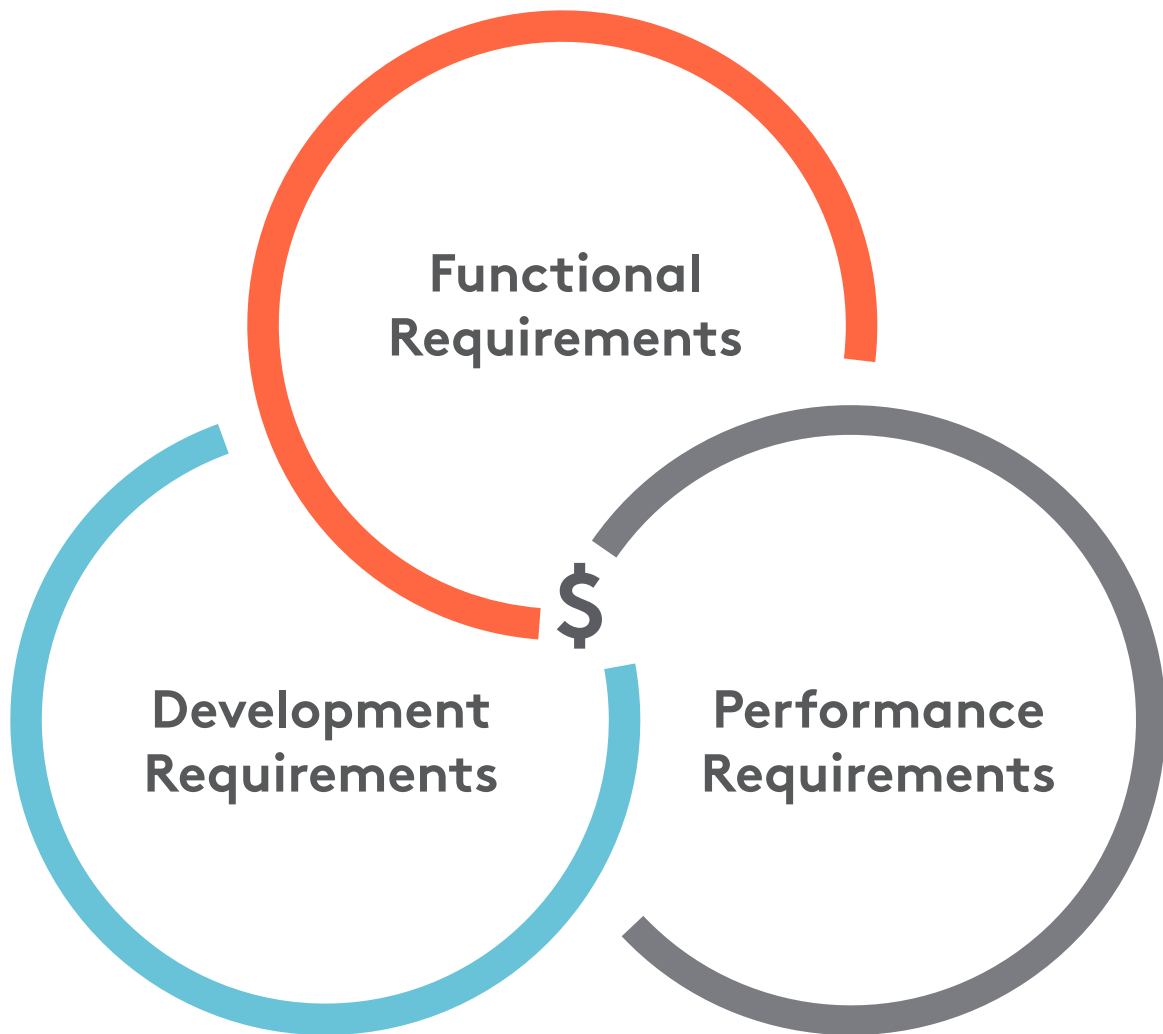 Functional
Requirements
$
Development
Requirements
Performance
Requirements